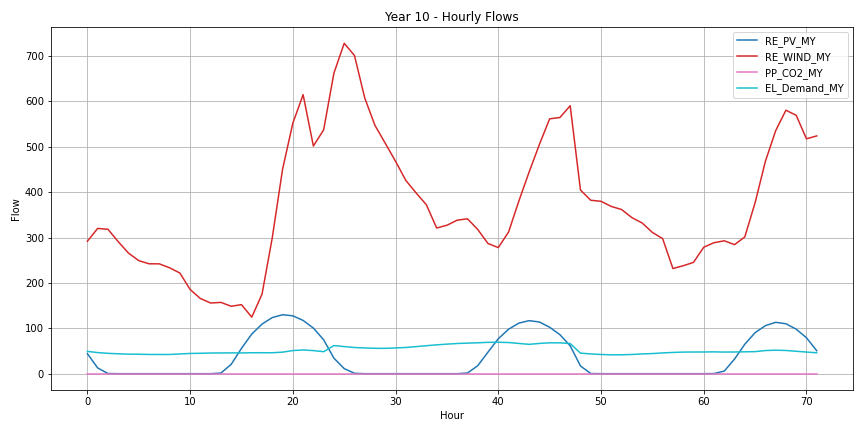 Year 10 - Hourly Flows
RE_PV_MY
RE_WIND_MY
PP_CO2_MY
EL_Demand_MY
700
600
500
400
300
200
100
0
Flow
0 10 20 30 40 50 60 70
Hour